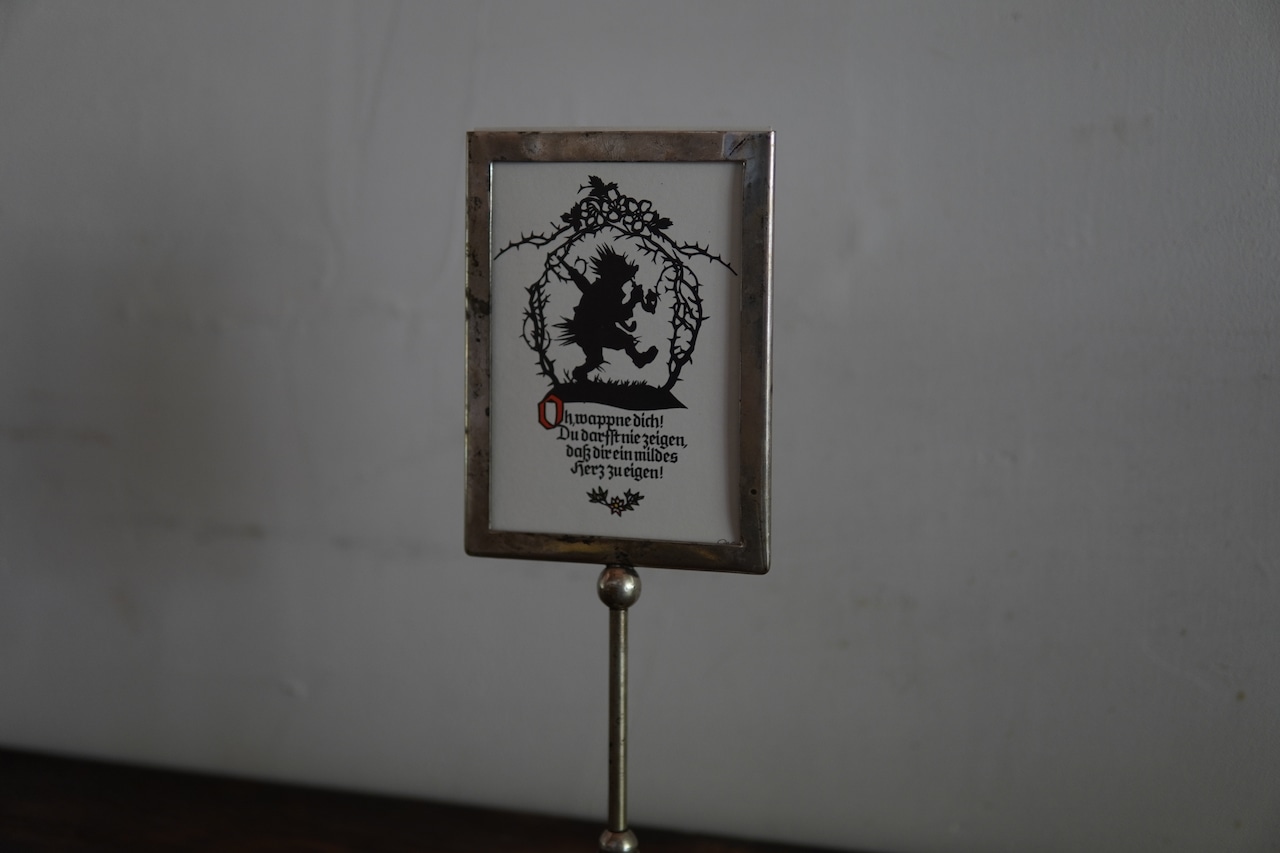 Oh, wappne dich!
Du darfst nie zeigen,
daß dir ein mildes
Herz zu eigen!